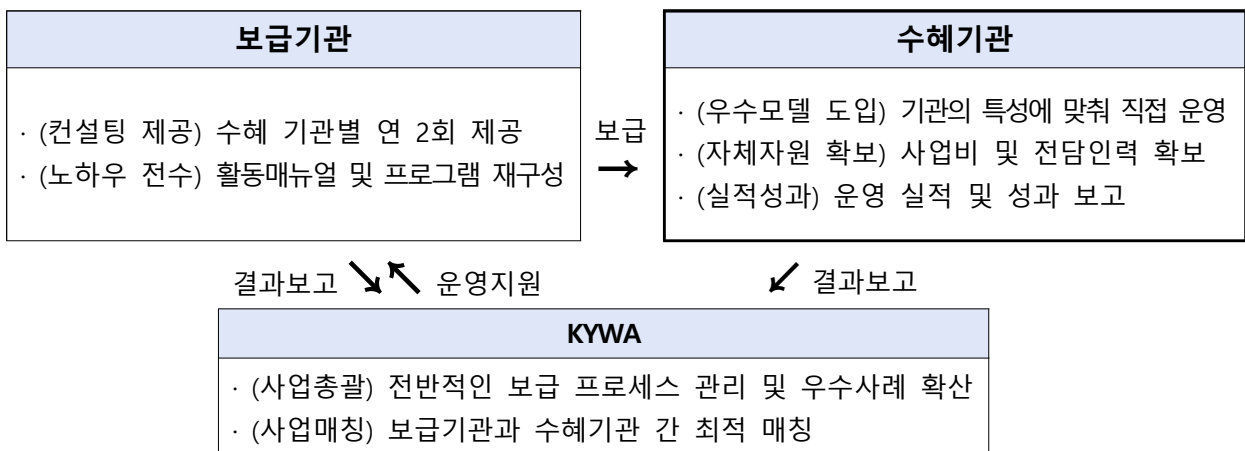 보급기관
· (컨설팅 제공) 수혜 기관별 연 2회 제공
· (노하우 전수) 활동매뉴얼 및 프로그램 재구성
보급
→
수혜기관
· (우수모델 도입) 기관의 특성에 맞춰 직접 운영
· (자체자원 확보) 사업비 및 전담인력 확보
· (실적성과) 운영 실적 및 성과 보고
결과보고 ↘↖ 운영지원
↙ 결과보고
KYWA
· (사업총괄) 전반적인 보급 프로세스 관리 및 우수사례 확산
· (사업매칭) 보급기관과 수혜기관 간 최적 매칭